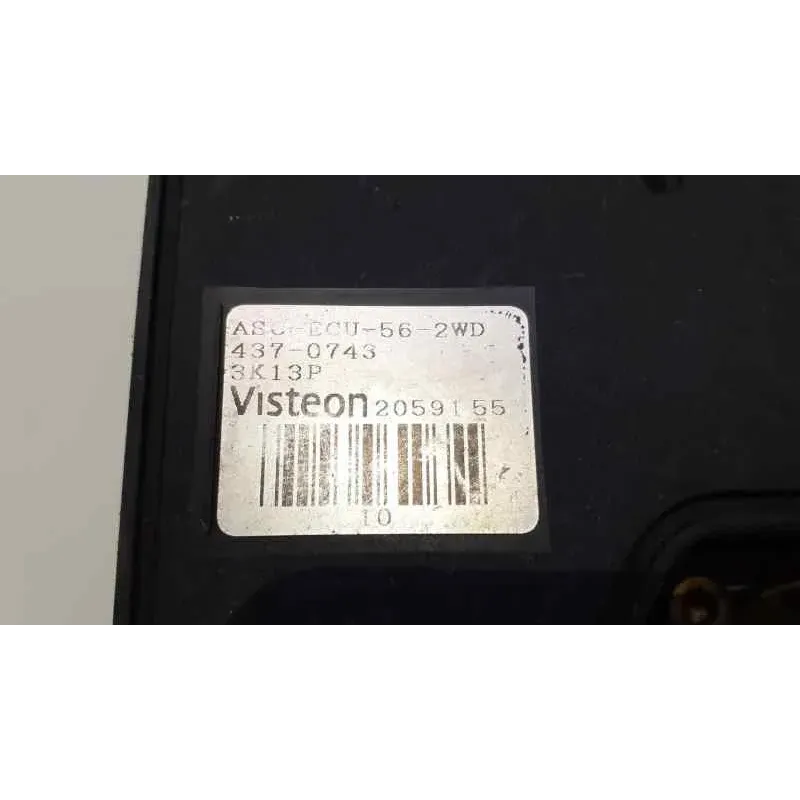 ASC-ECU-56-2WD
437-0743
3K13P
Visteon 2059155
10